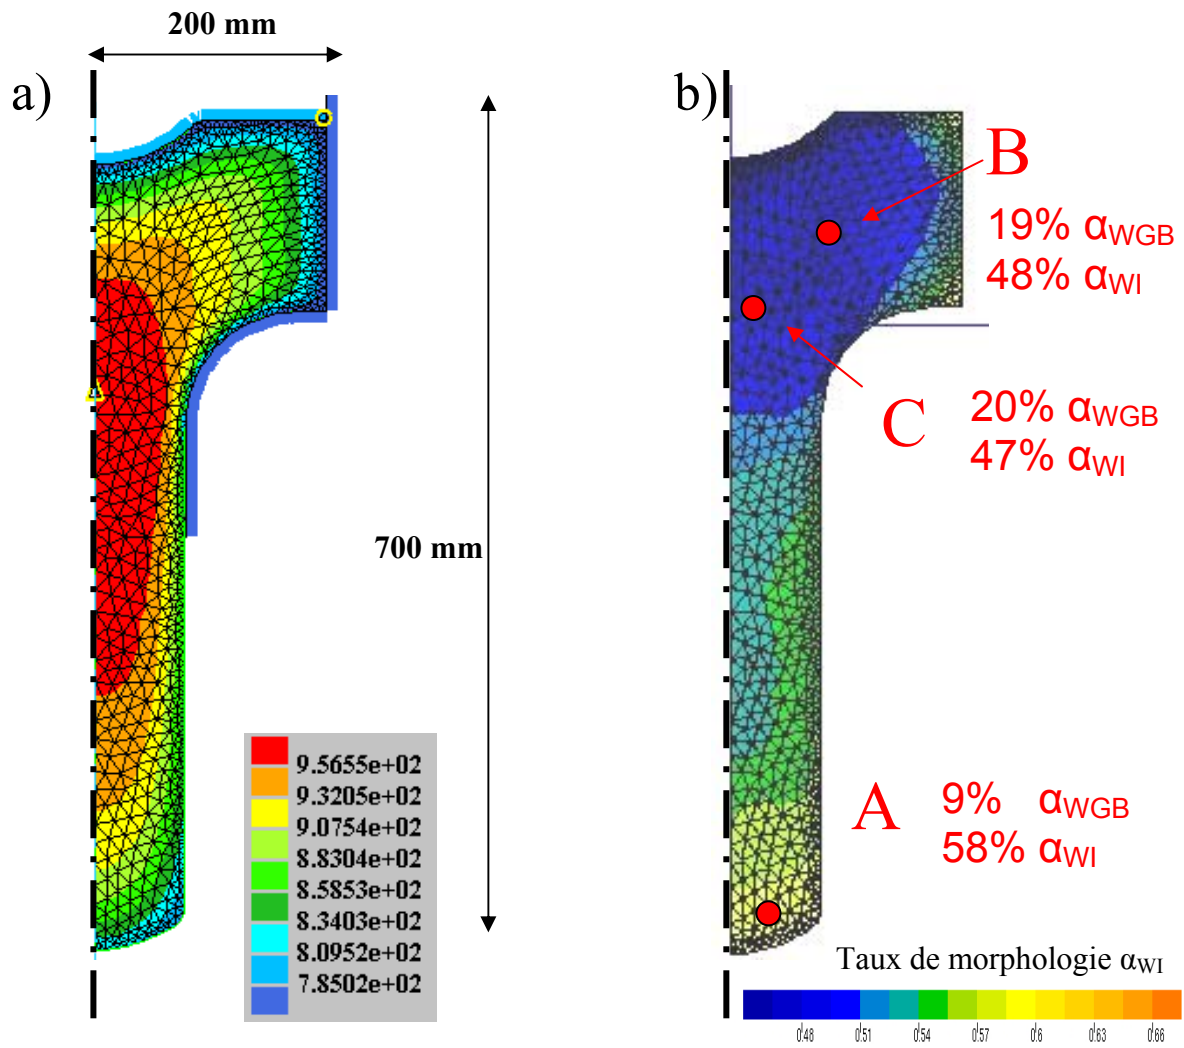 200 mm
a)
b)
B
19% αWGB
48% αWI
C
20% αWGB
47% αWI
700 mm
A
9% αWGB
58% αWI
9.5655e+02
9.3205e+02
9.0754e+02
8.8304e+02
8.5853e+02
8.3403e+02
8.0952e+02
7.8502e+02
Taux de morphologie αWI
0.48 0.51 0.54 0.57 0.6 0.63 0.66